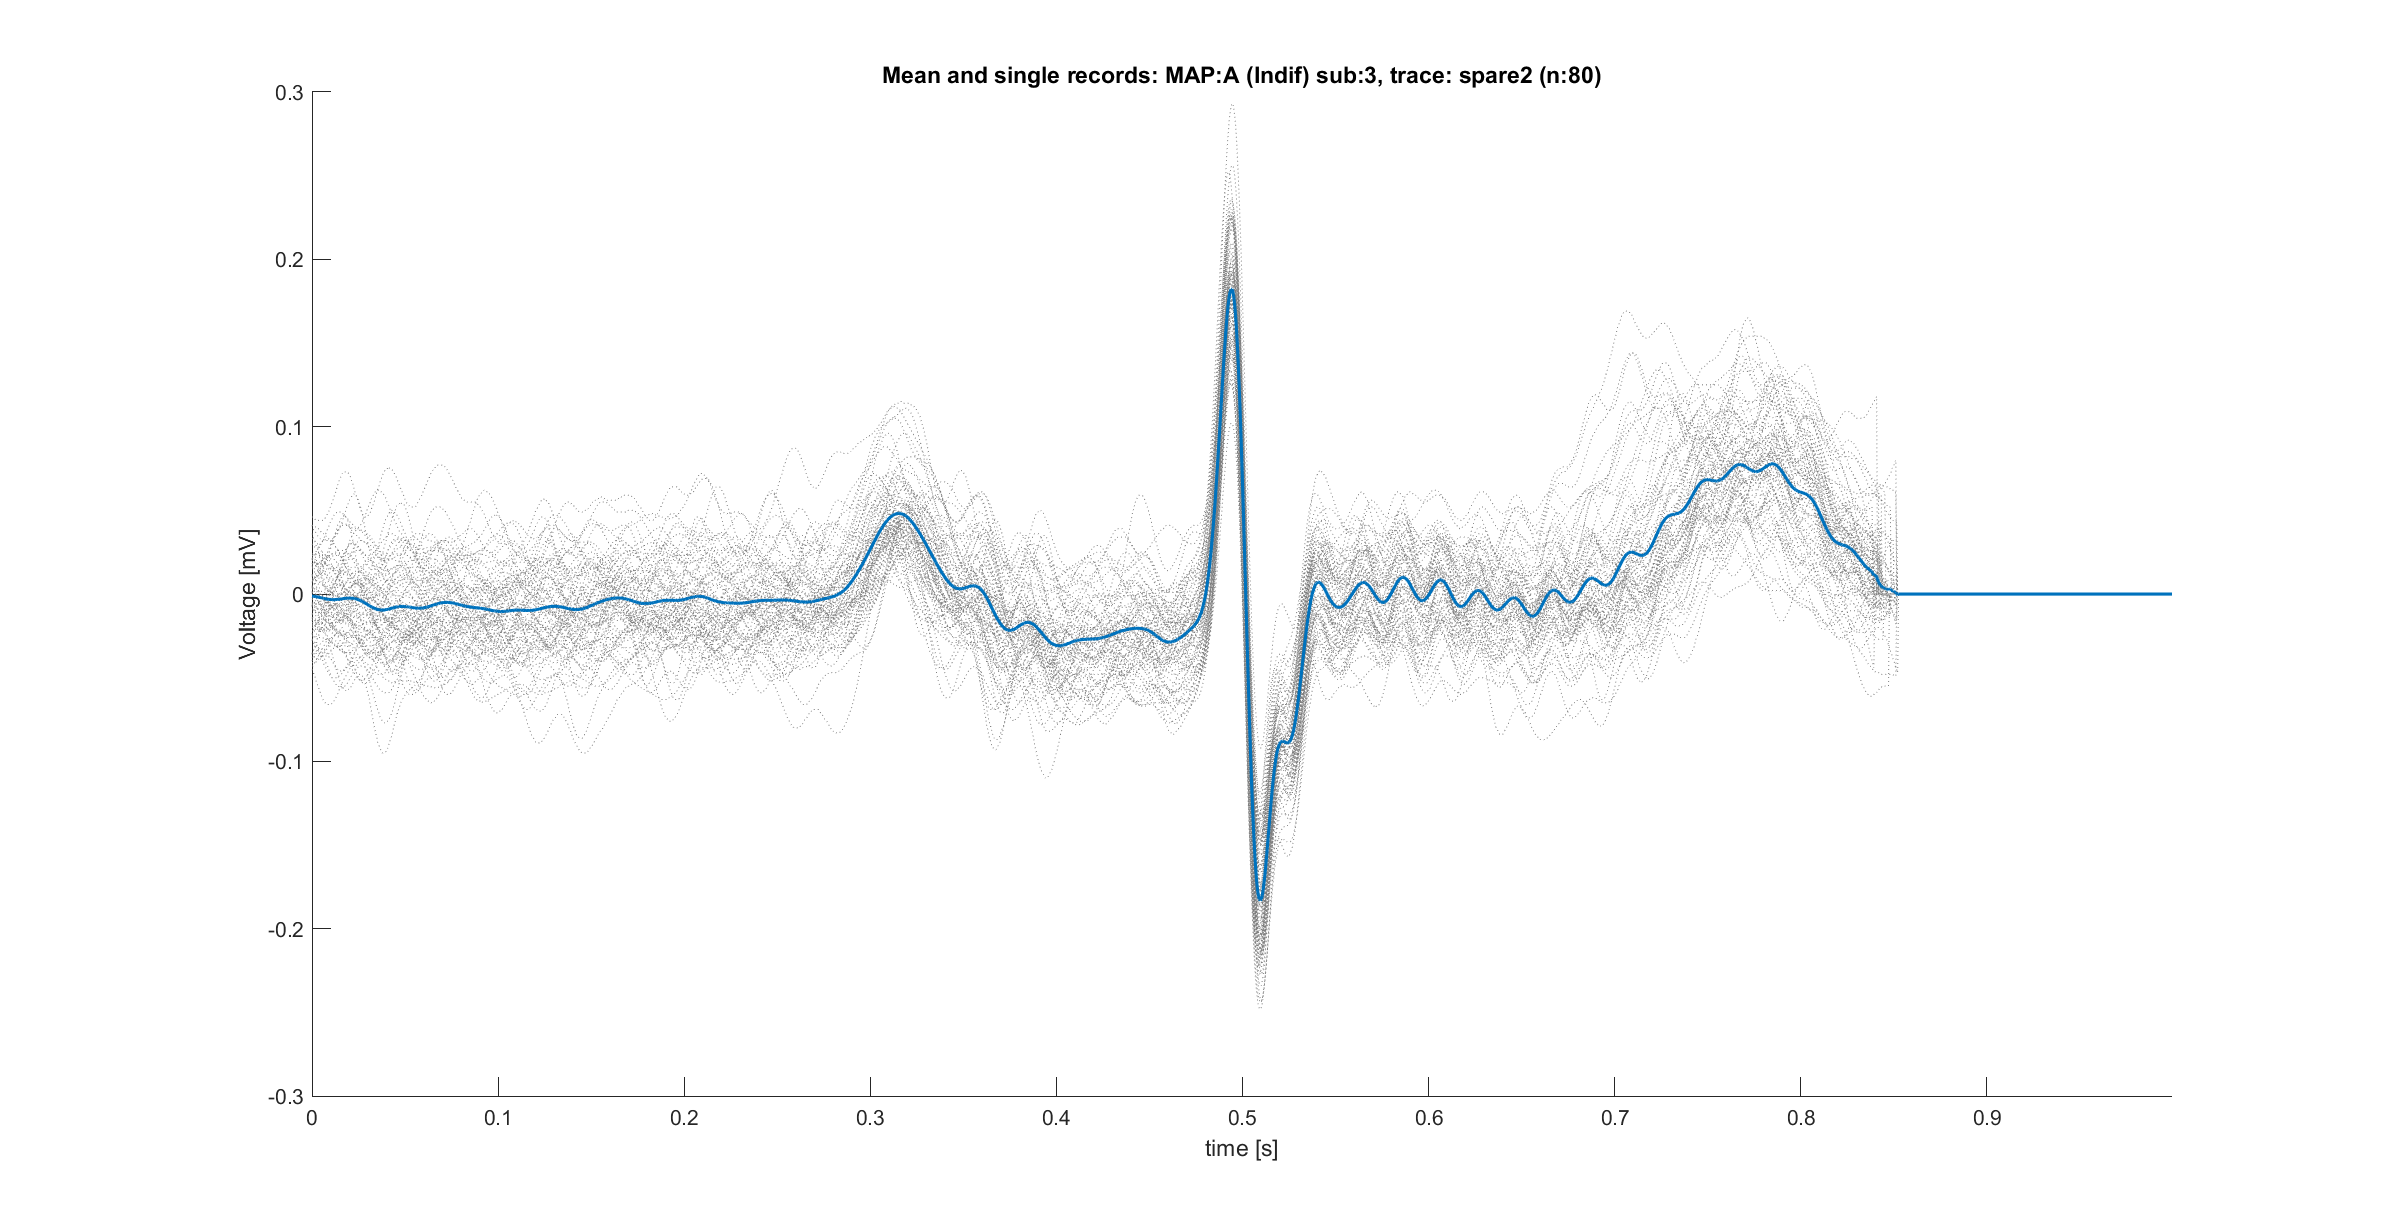 Mean and single records: MAP:A (Indif) sub:3, trace: spare2 (n:80)
0.3
0.2
0.1
0
-0.1
-0.2
-0.3
Voltage [mV]
0 0.1 0.2 0.3 0.4 0.5 0.6 0.7 0.8 0.9
time [s]